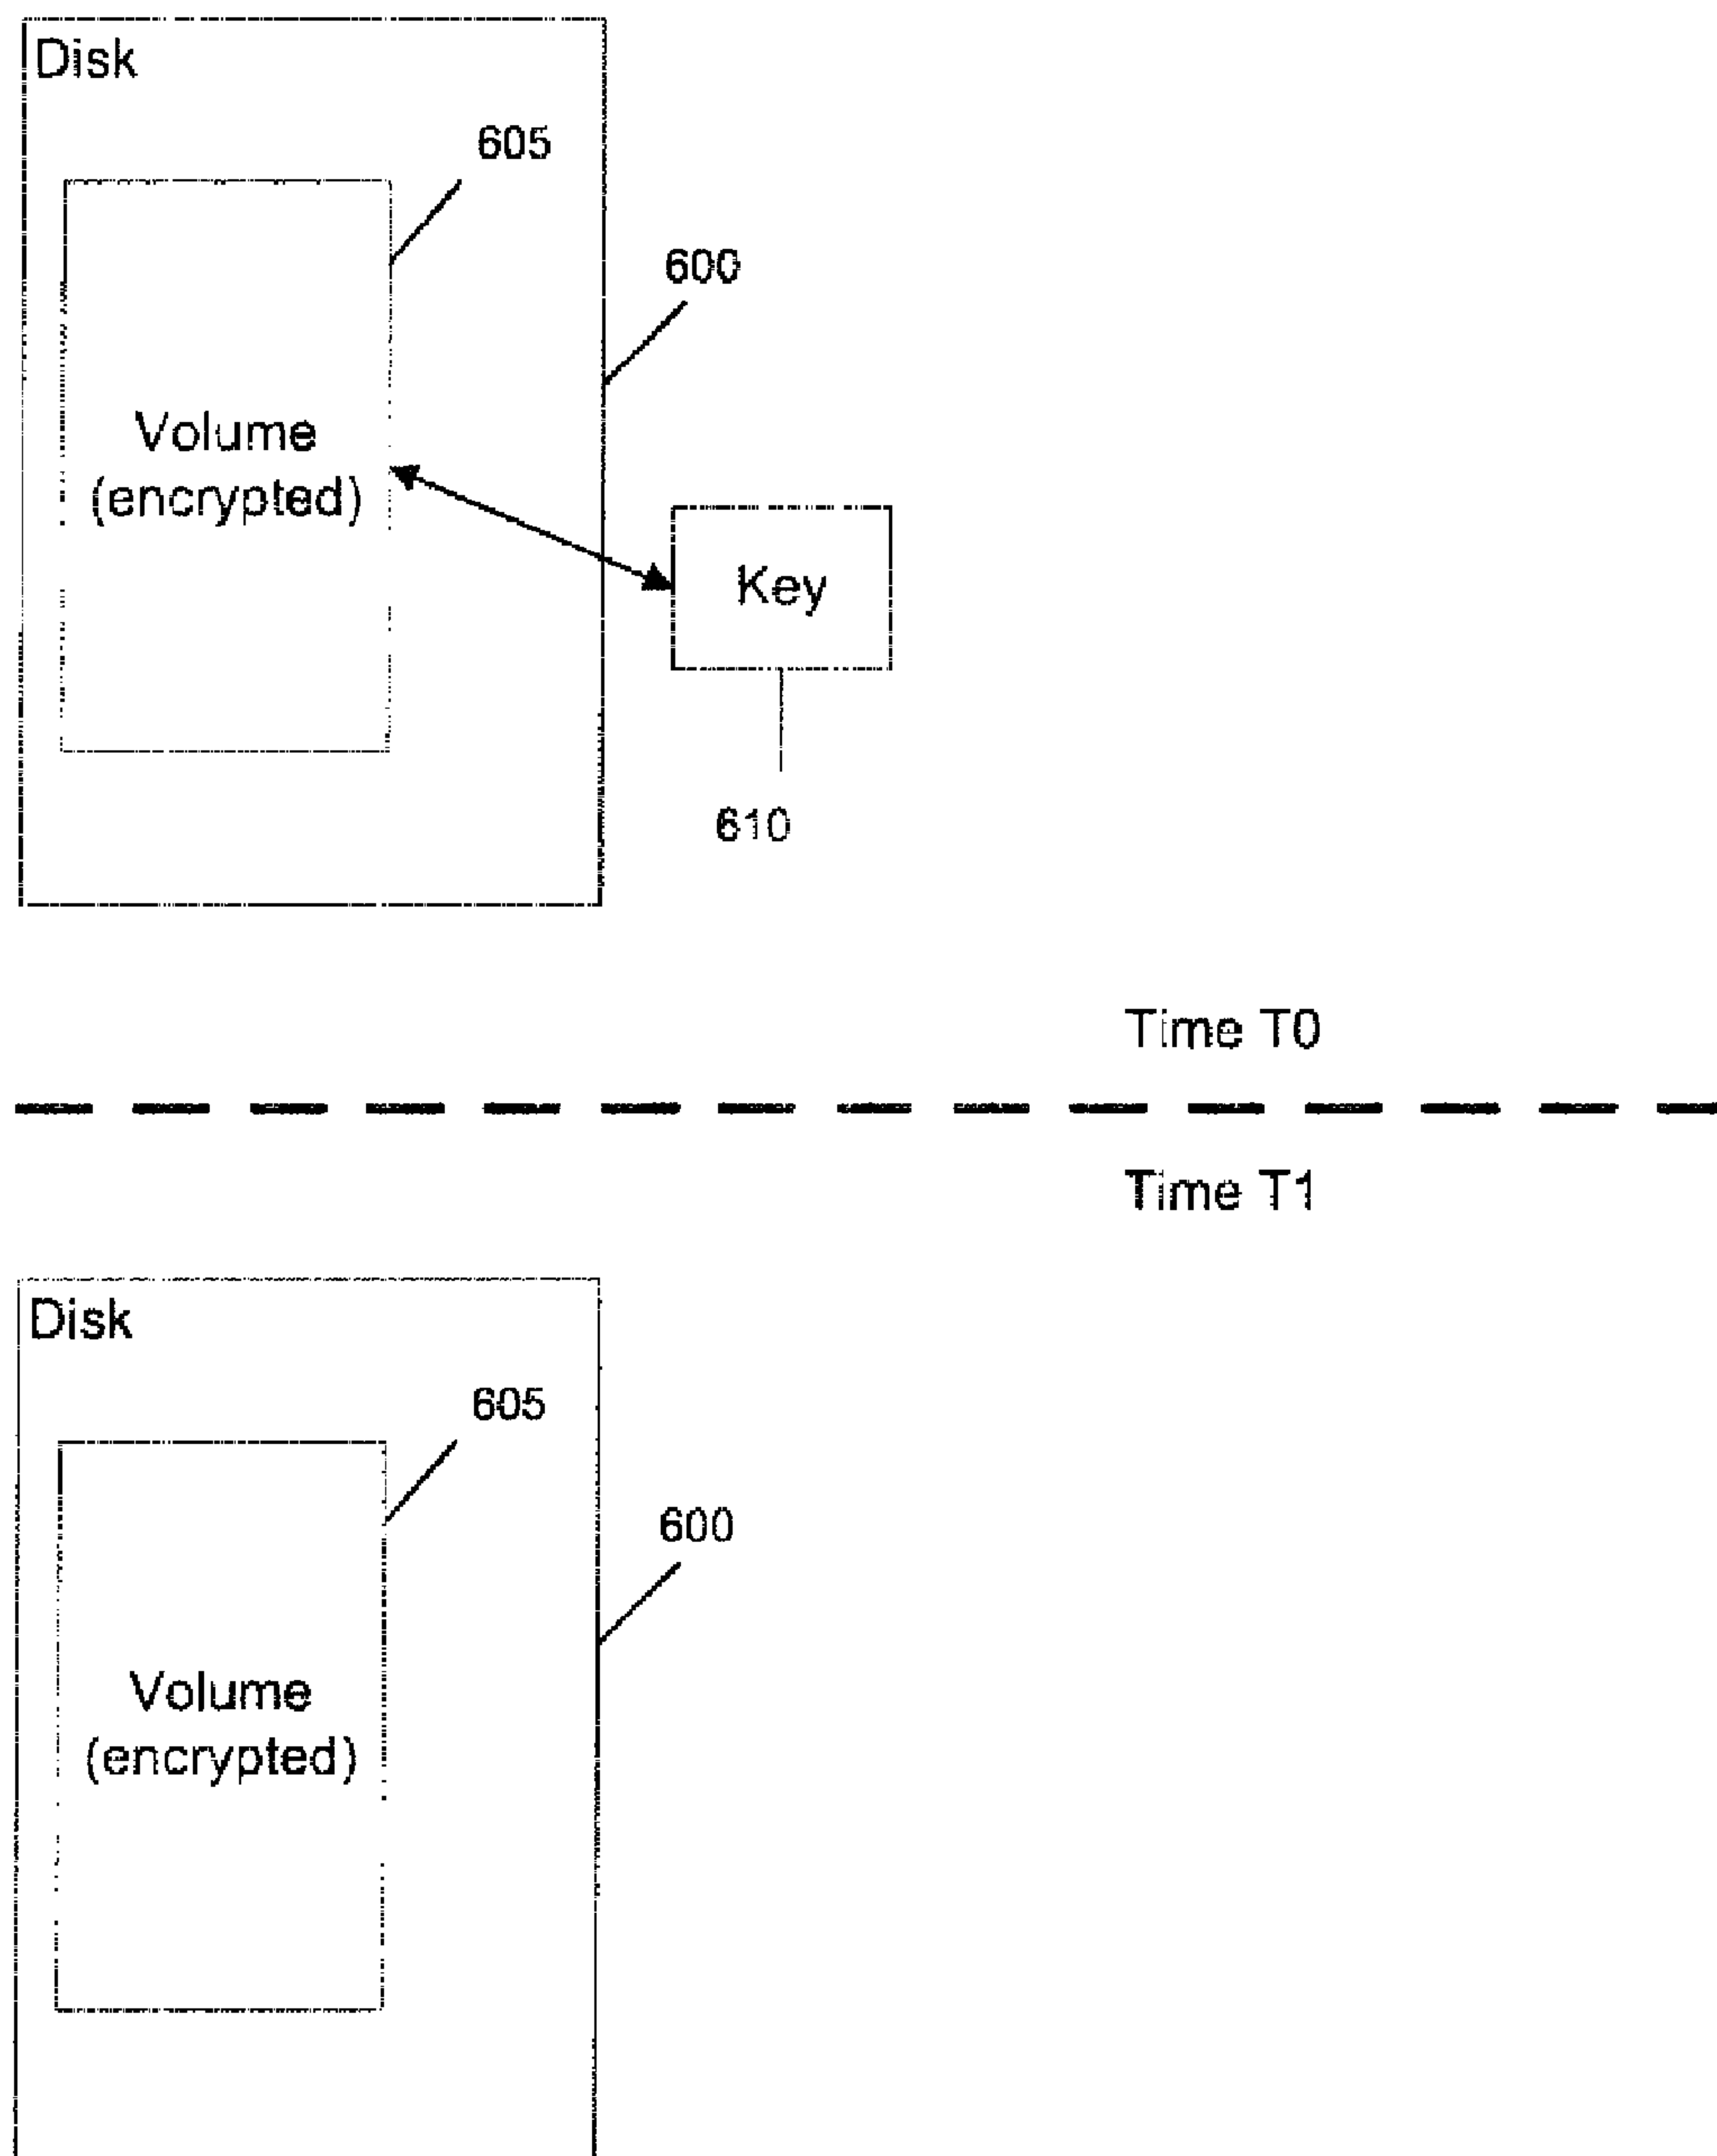 Disk
605
600
Volume
(encrypted)
Key
610
Time T0
Time T1
Disk
605
600
Volume
(encrypted)